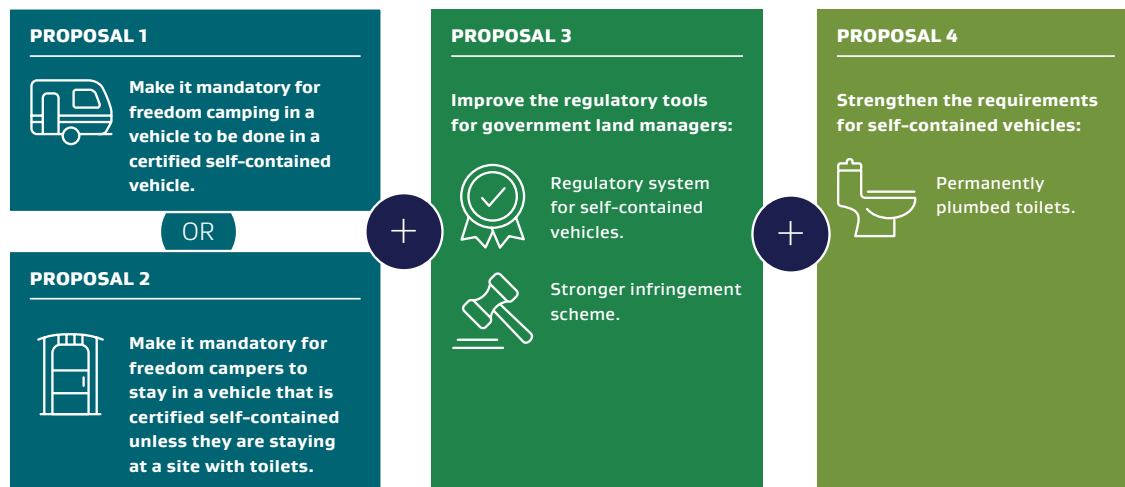 PROPOSAL 1
Make it mandatory for
freedom camping in a
vehicle to be done in a
certified self-contained
vehicle.
OR
PROPOSAL 2
Make it mandatory for
freedom campers to
stay in a vehicle that is
certified self-contained
unless they are staying
at a site with toilets.
+
PROPOSAL 3
Improve the regulatory tools
for government land managers:
Regulatory system
for self-contained
vehicles.
Stronger infringement
scheme.
+
PROPOSAL 4
Strengthen the requirements
for self-contained vehicles:
Permanently
plumbed toilets.